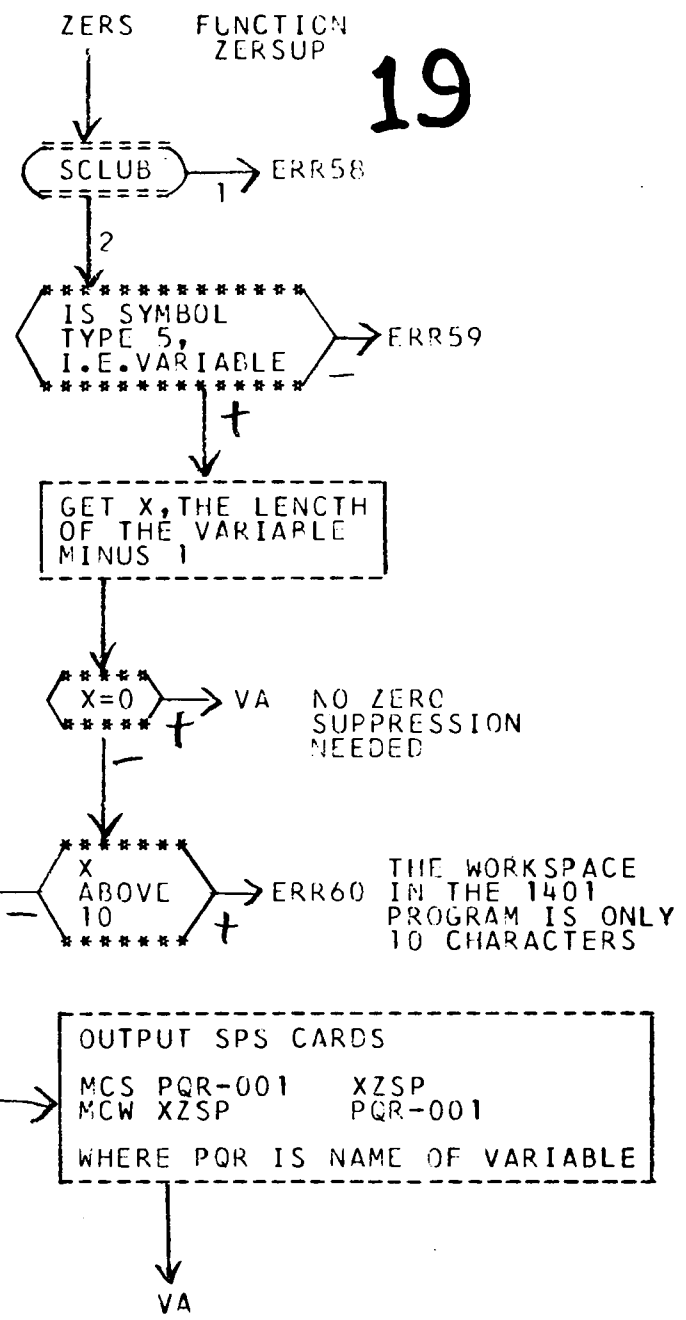 ZERS FUNCTION
ZERSUP
19
SCLUB
1
ERR58
2
IS SYMBOL
TYPE 5,
I.E.VARIABLE
ERR59
-
+
GET X,THE LENGTH
OF THE VARIABLE
MINUS 1
X=0
+
VA
NO ZERO
SUPPRESSION
NEEDED
-
X
ABOVE
10
-
+
ERR60
THE WORKSPACE
IN THE 1401
PROGRAM IS ONLY
10 CHARACTERS
OUTPUT SPS CARDS
MCS PQR-001 XZSP
MCW XZSP PQR-001
WHERE PQR IS NAME OF VARIABLE
VA